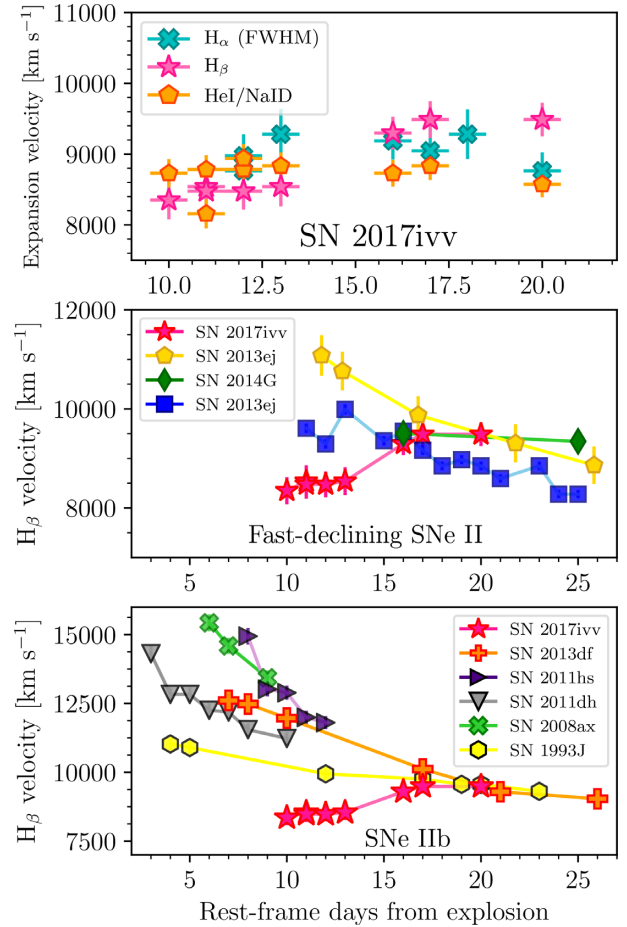 Expansion velocity [km s⁻¹]
11000
10000
9000
8000
H_α (FWHM)
H_β
HeI/NaID
SN 2017ivv
10.0 12.5 15.0 17.5 20.0
H_β velocity [km s⁻¹]
12000
10000
8000
SN 2017ivv
SN 2013ej
SN 2014G
SN 2013ej
Fast-declining SNe II
5 10 15 20 25
H_β velocity [km s⁻¹]
15000
12500
10000
7500
SN 2017ivv
SN 2013df
SN 2011hs
SN 2011dh
SN 2008ax
SN 1993J
SNe IIb
5 10 15 20 25
Rest-frame days from explosion